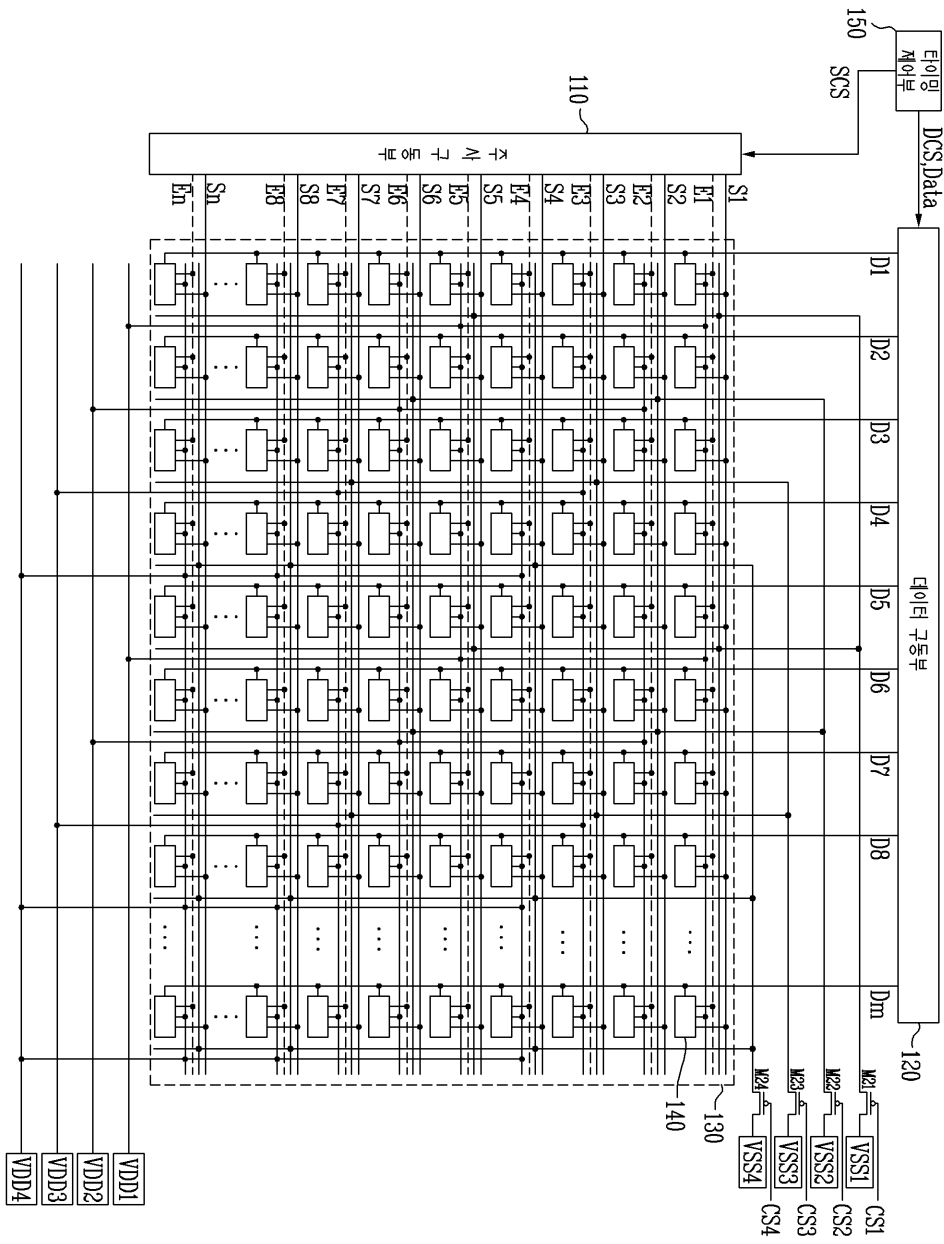 150
타이밍
제어부
SCS
DCS,Data
110
주 사 구 동 부
데이터 구동부
120
D1
D2
D3
D4
D5
D6
D7
D8
Dm
S1
E1
S2
E2
S3
E3
S4
E4
S5
E5
S6
E6
S7
E7
S8
E8
Sn
En
130
140
M21
VSS1
CS1
M22
VSS2
CS2
M23
VSS3
CS3
M24
VSS4
CS4
VDD1
VDD2
VDD3
VDD4